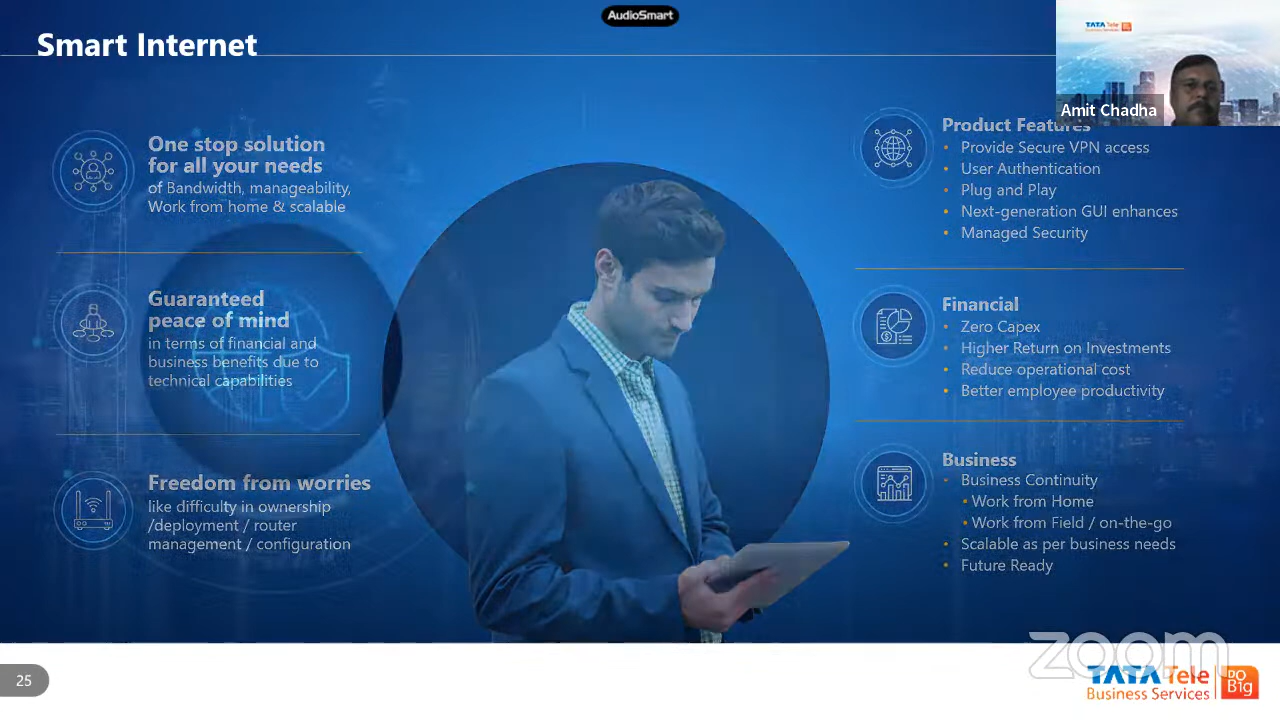 AudioSmart
Smart Internet
TATA Tele
Amit Chadha
One stop solution
for all your needs
of Bandwidth, manageability,
Work from home & scalable
Guaranteed
peace of mind
in terms of financial and
business benefits due to
technical capabilities
Freedom from worries
like difficulty in ownership
/deployment / router
management / configuration
Product Features
• Provide Secure VPN access
• User Authentication
• Plug and Play
• Next-generation GUI enhances
• Managed Security
Financial
• Zero Capex
• Higher Return on Investments
• Reduce operational cost
• Better employee productivity
Business
• Business Continuity
▪ Work from Home
▪ Work from Field / on-the-go
• Scalable as per business needs
• Future Ready
zoom
25
TATA Tele
Business Services
DO
B!g